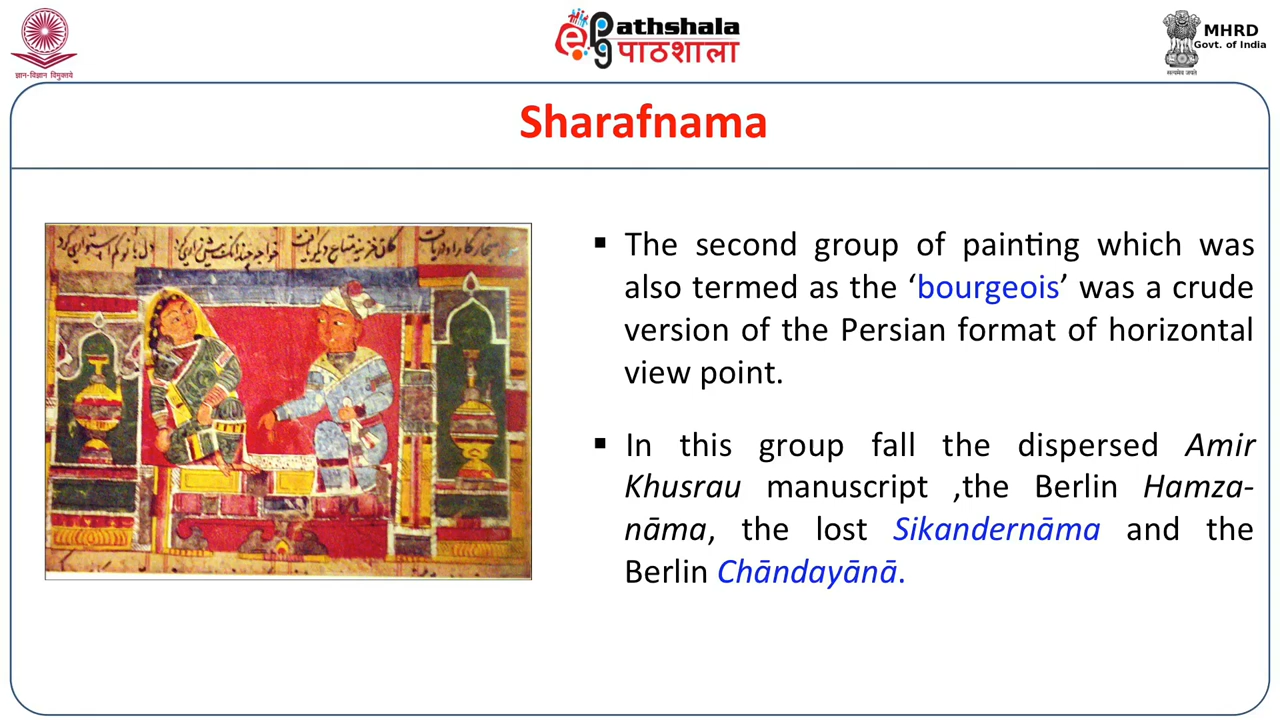 ज्ञान-विज्ञान विमुक्तये
ePg Pathshala
पाठशाला
MHRD
Govt. of India
सत्यमेव जयते
Sharafnama
▪ The second group of painting which was
also termed as the ‘bourgeois’ was a crude
version of the Persian format of horizontal
view point.
▪ In this group fall the dispersed Amir
Khusrau manuscript ,the Berlin Hamza-
nāma, the lost Sikandernāma and the
Berlin Chāndayānā.